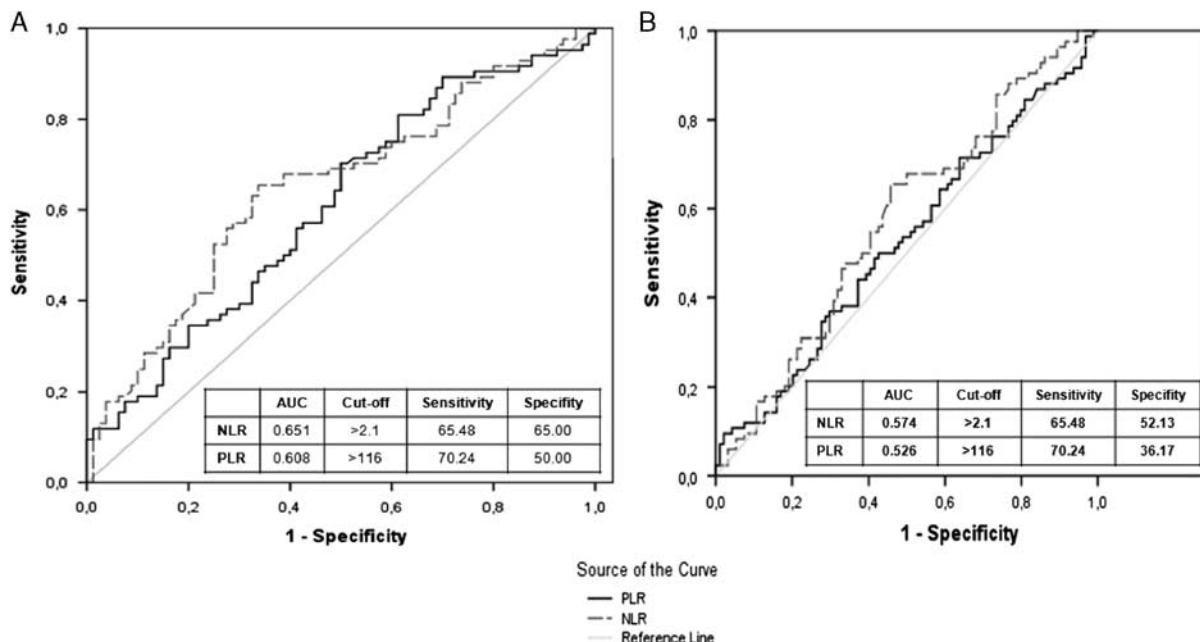 A
1,0
0,8
0,6
0,4
0,2
0,0
Sensitivity
AUC Cut-off Sensitivity Specifity
NLR 0.651 >2.1 65.48 65.00
PLR 0.608 >116 70.24 50.00
0,0 0,2 0,4 0,6 0,8 1,0
1 - Specificity
B
1,0
0,8
0,6
0,4
0,2
0,0
Sensitivity
AUC Cut-off Sensitivity Specifity
NLR 0.574 >2.1 65.48 52.13
PLR 0.526 >116 70.24 36.17
0,0 0,2 0,4 0,6 0,8 1,0
1 - Specificity
Source of the Curve
PLR
NLR
Reference Line